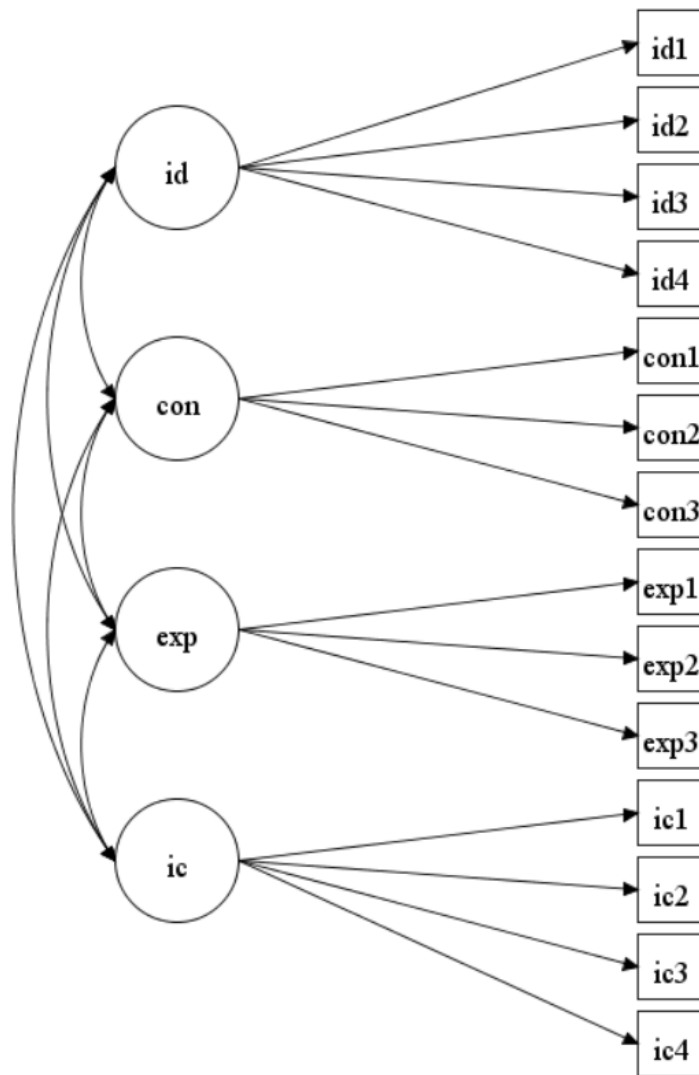 id1
id2
id
id3
id4
con1
con
con2
con3
exp1
exp
exp2
exp3
ic1
ic
ic2
ic3
ic4